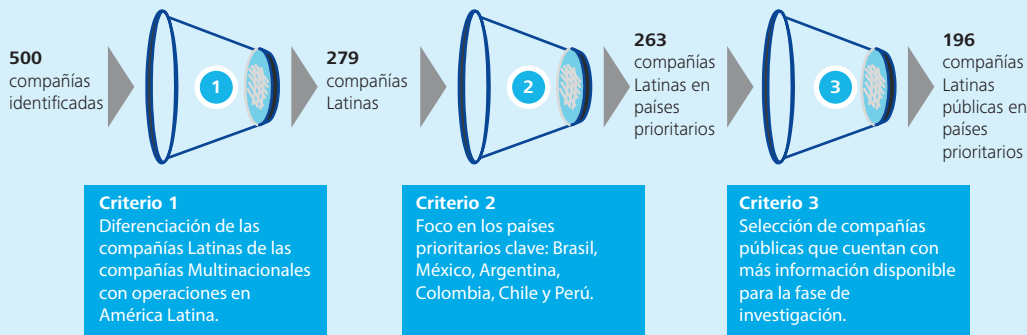 500
compañías
identificadas
1
279
compañías
Latinas
2
263
compañías
Latinas en
países
prioritarios
3
196
compañías
Latinas
públicas en
países
prioritarios
Criterio 1
Diferenciación de las
compañías Latinas de las
compañías Multinacionales
con operaciones en
América Latina.
Criterio 2
Foco en los países
prioritarios clave: Brasil,
México, Argentina,
Colombia, Chile y Perú.
Criterio 3
Selección de compañías
públicas que cuentan con
más información disponible
para la fase de
investigación.